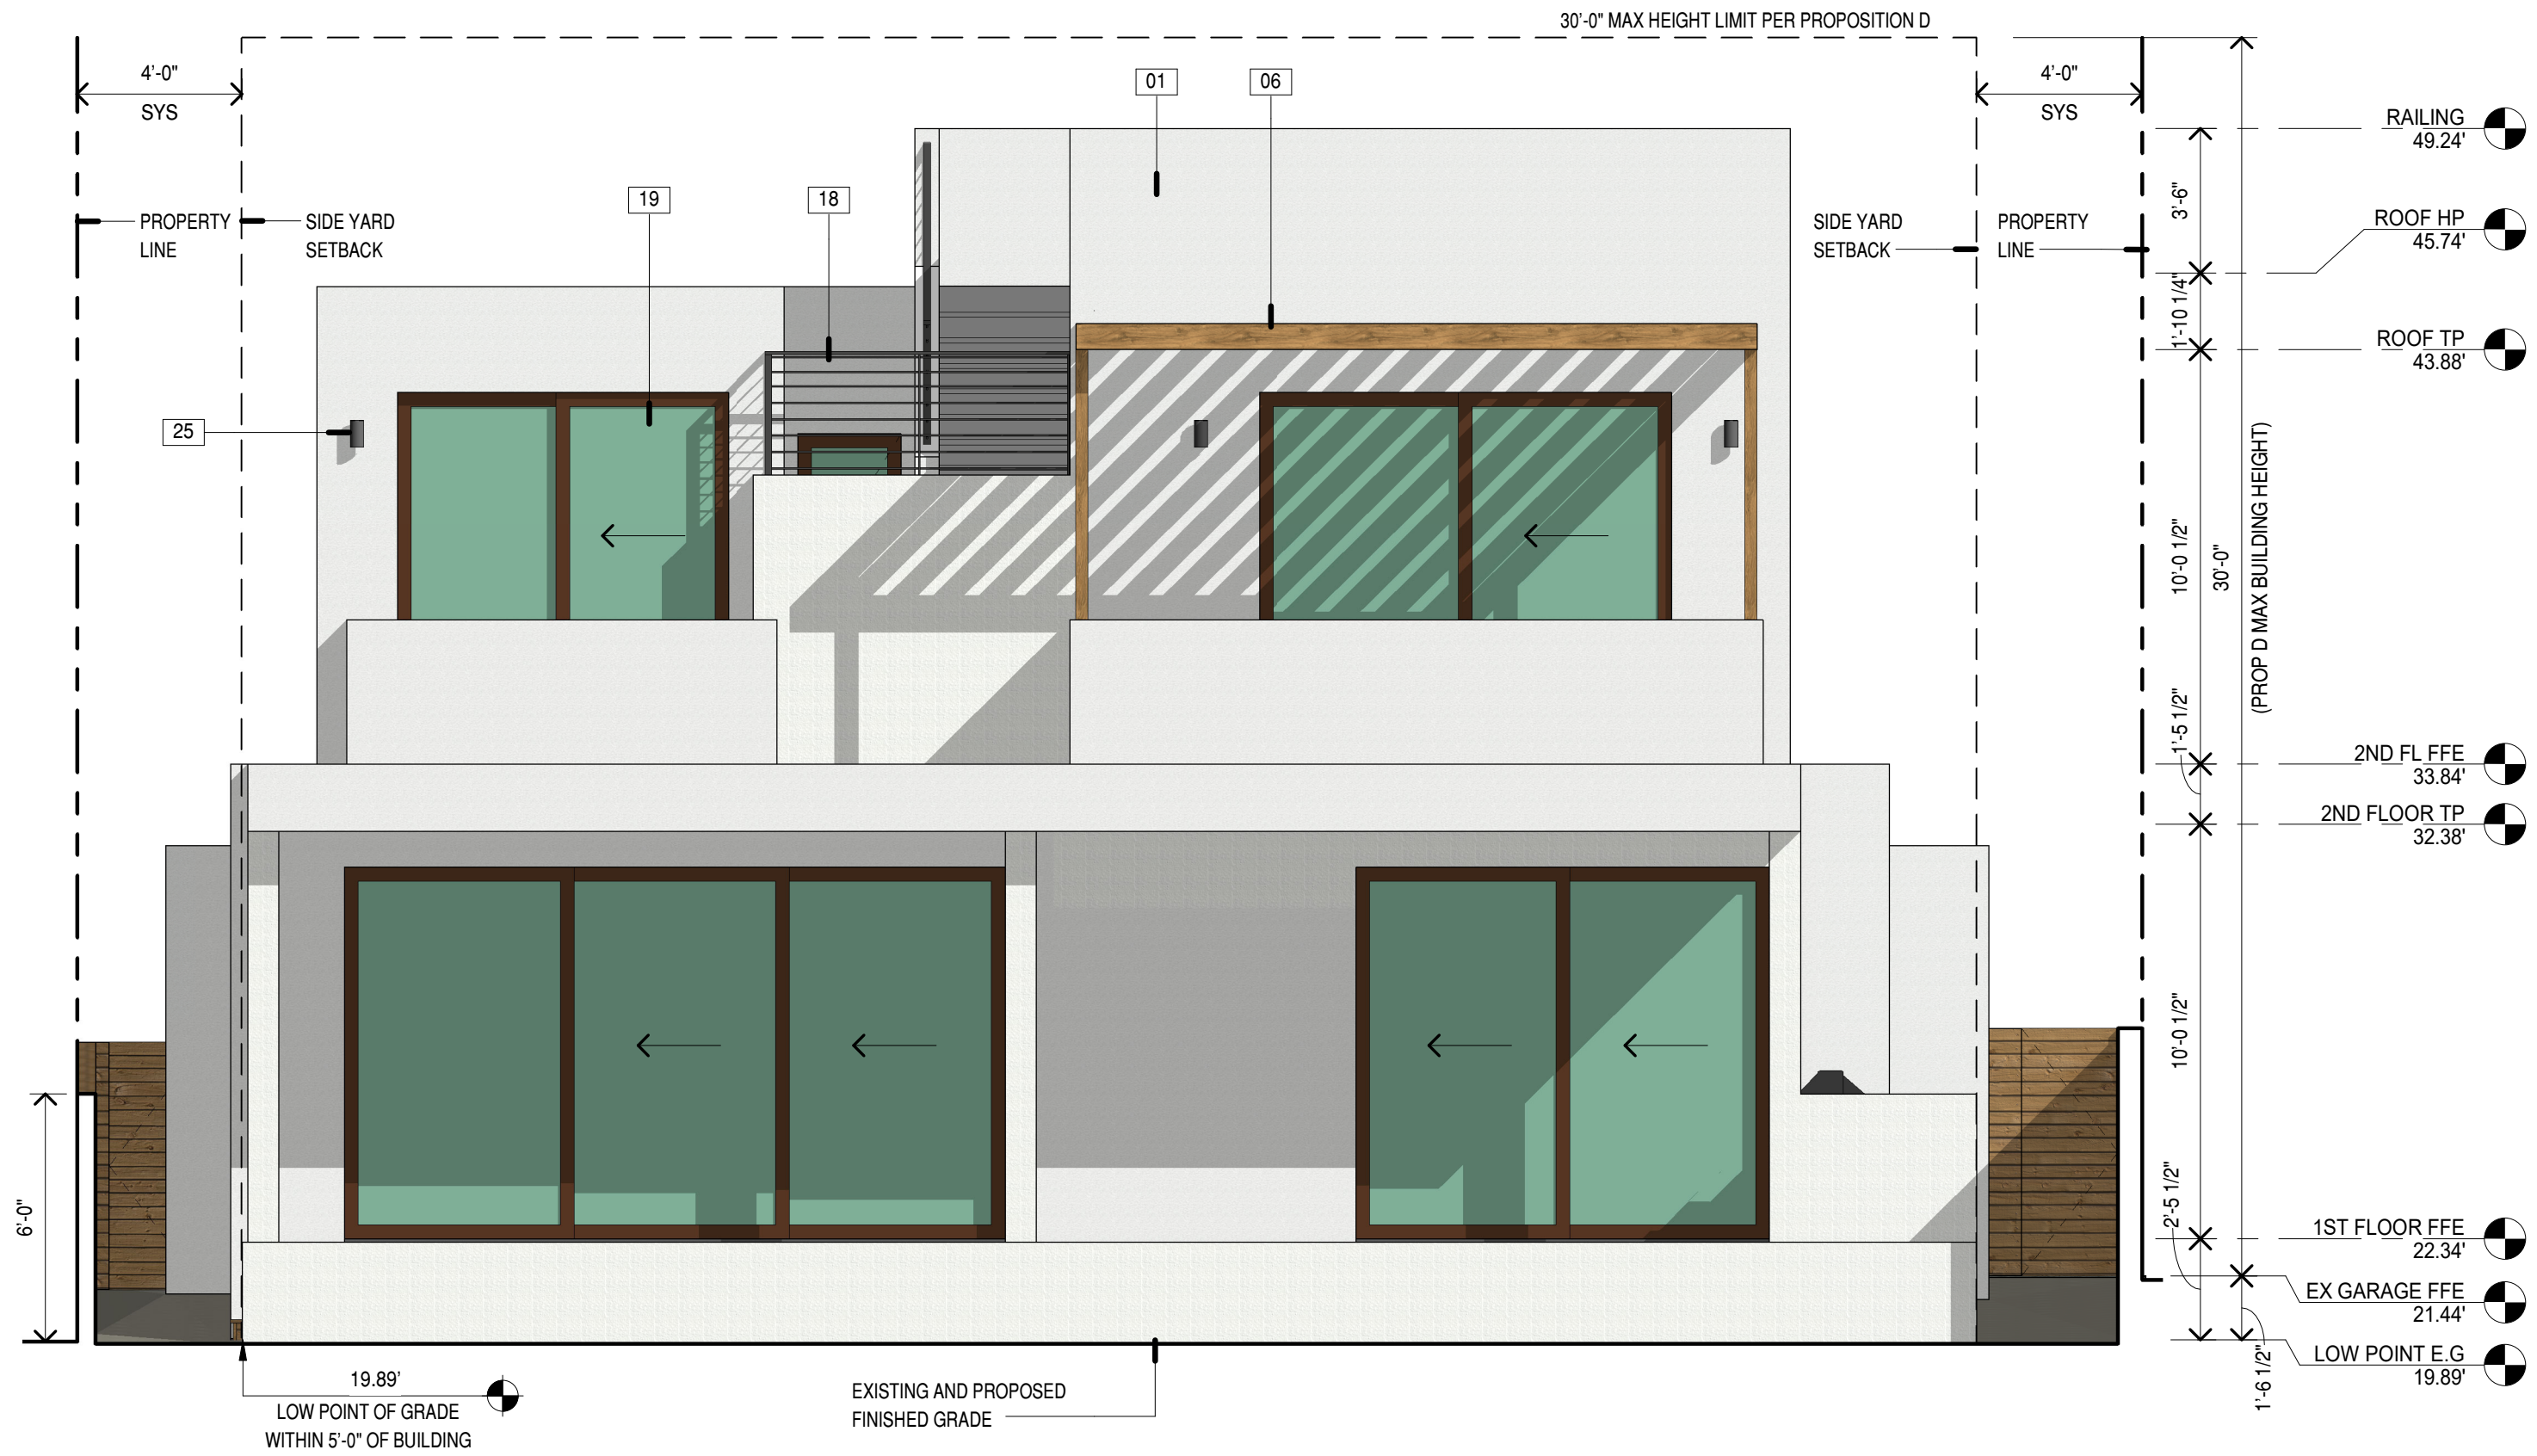 30'-0" MAX HEIGHT LIMIT PER PROPOSITION D
4'-0"
SYS
01
06
4'-0"
SYS
RAILING
49.24'
19
18
PROPERTY
LINE
SIDE YARD
SETBACK
SIDE YARD
SETBACK
PROPERTY
LINE
3'-6"
ROOF HP
45.74'
1'-10 1/4"
ROOF TP
43.88'
25
10'-0 1/2"
30'-0"
(PROP D MAX BUILDING HEIGHT)
1'-5 1/2"
2ND FL FFE
33.84'
2ND FLOOR TP
32.38'
10'-0 1/2"
6'-0"
2'-5 1/2"
1ST FLOOR FFE
22.34'
EX GARAGE FFE
21.44'
LOW POINT E.G
19.89'
1'-6 1/2"
19.89'
LOW POINT OF GRADE
WITHIN 5'-0" OF BUILDING
EXISTING AND PROPOSED
FINISHED GRADE